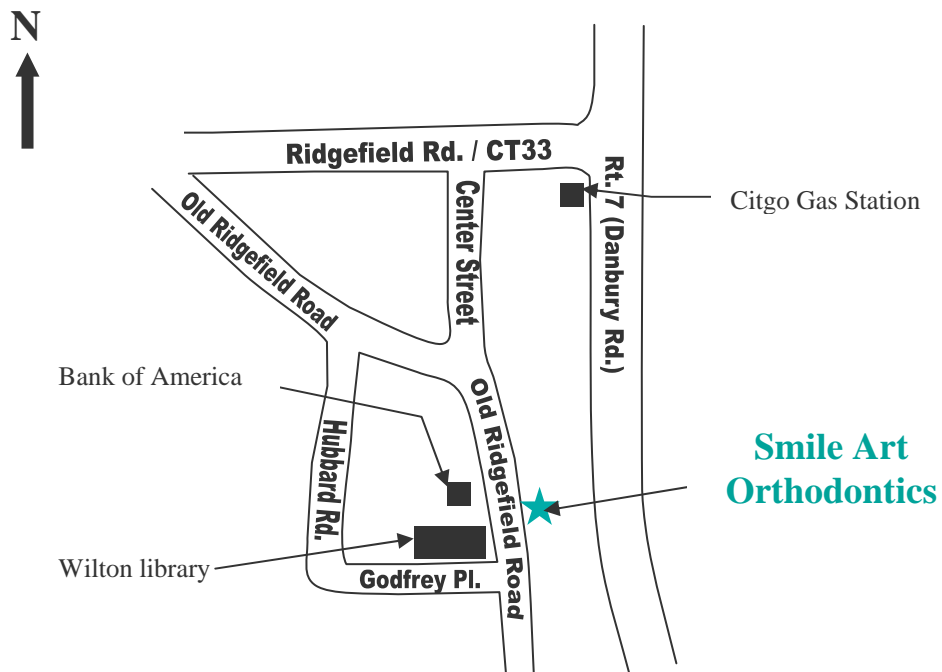 N
Ridgefield Rd. / CT33
Center Street
Rt. 7 (Danbury Rd.)
Citgo Gas Station
Old Ridgefield Road
Bank of America
Old Ridgefield Road
Hubbard Rd.
Smile Art
Orthodontics
Wilton library
Godfrey Pl.